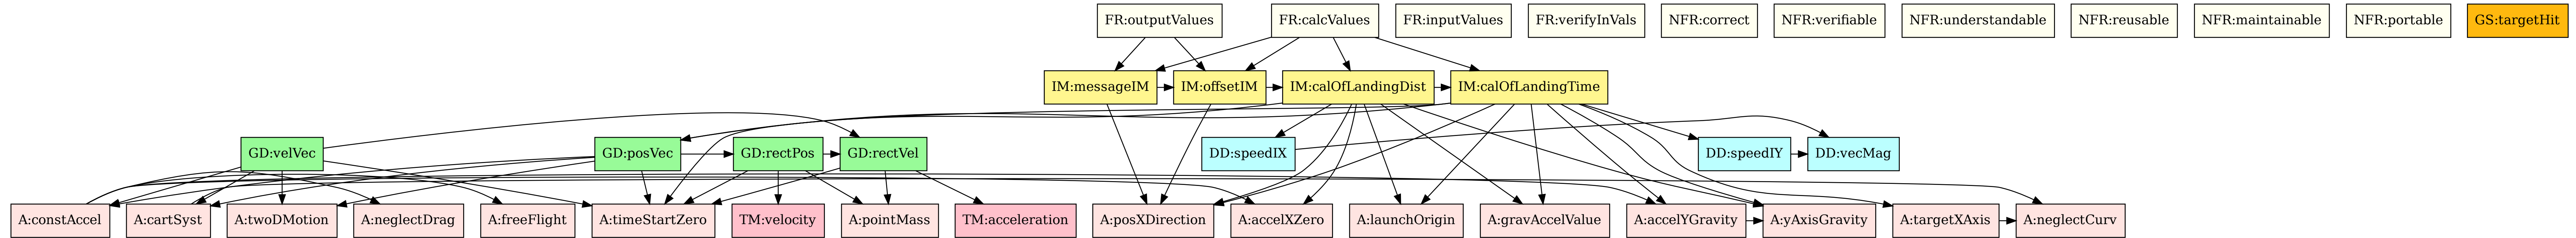 FR:outputValues
FR:calcValues
FR:inputValues
FR:verifyInVals
NFR:correct
NFR:verifiable
NFR:understandable
NFR:reusable
NFR:maintainable
NFR:portable
GS:targetHit
IM:messageIM
IM:offsetIM
IM:calOfLandingDist
IM:calOfLandingTime
GD:velVec
GD:posVec
GD:rectPos
GD:rectVel
DD:speedIX
DD:speedIY
DD:vecMag
A:constAccel
A:cartSyst
A:twoDMotion
A:neglectDrag
A:freeFlight
A:timeStartZero
TM:velocity
A:pointMass
TM:acceleration
A:posXDirection
A:accelXZero
A:launchOrigin
A:gravAccelValue
A:accelYGravity
A:yAxisGravity
A:targetXAxis
A:neglectCurv